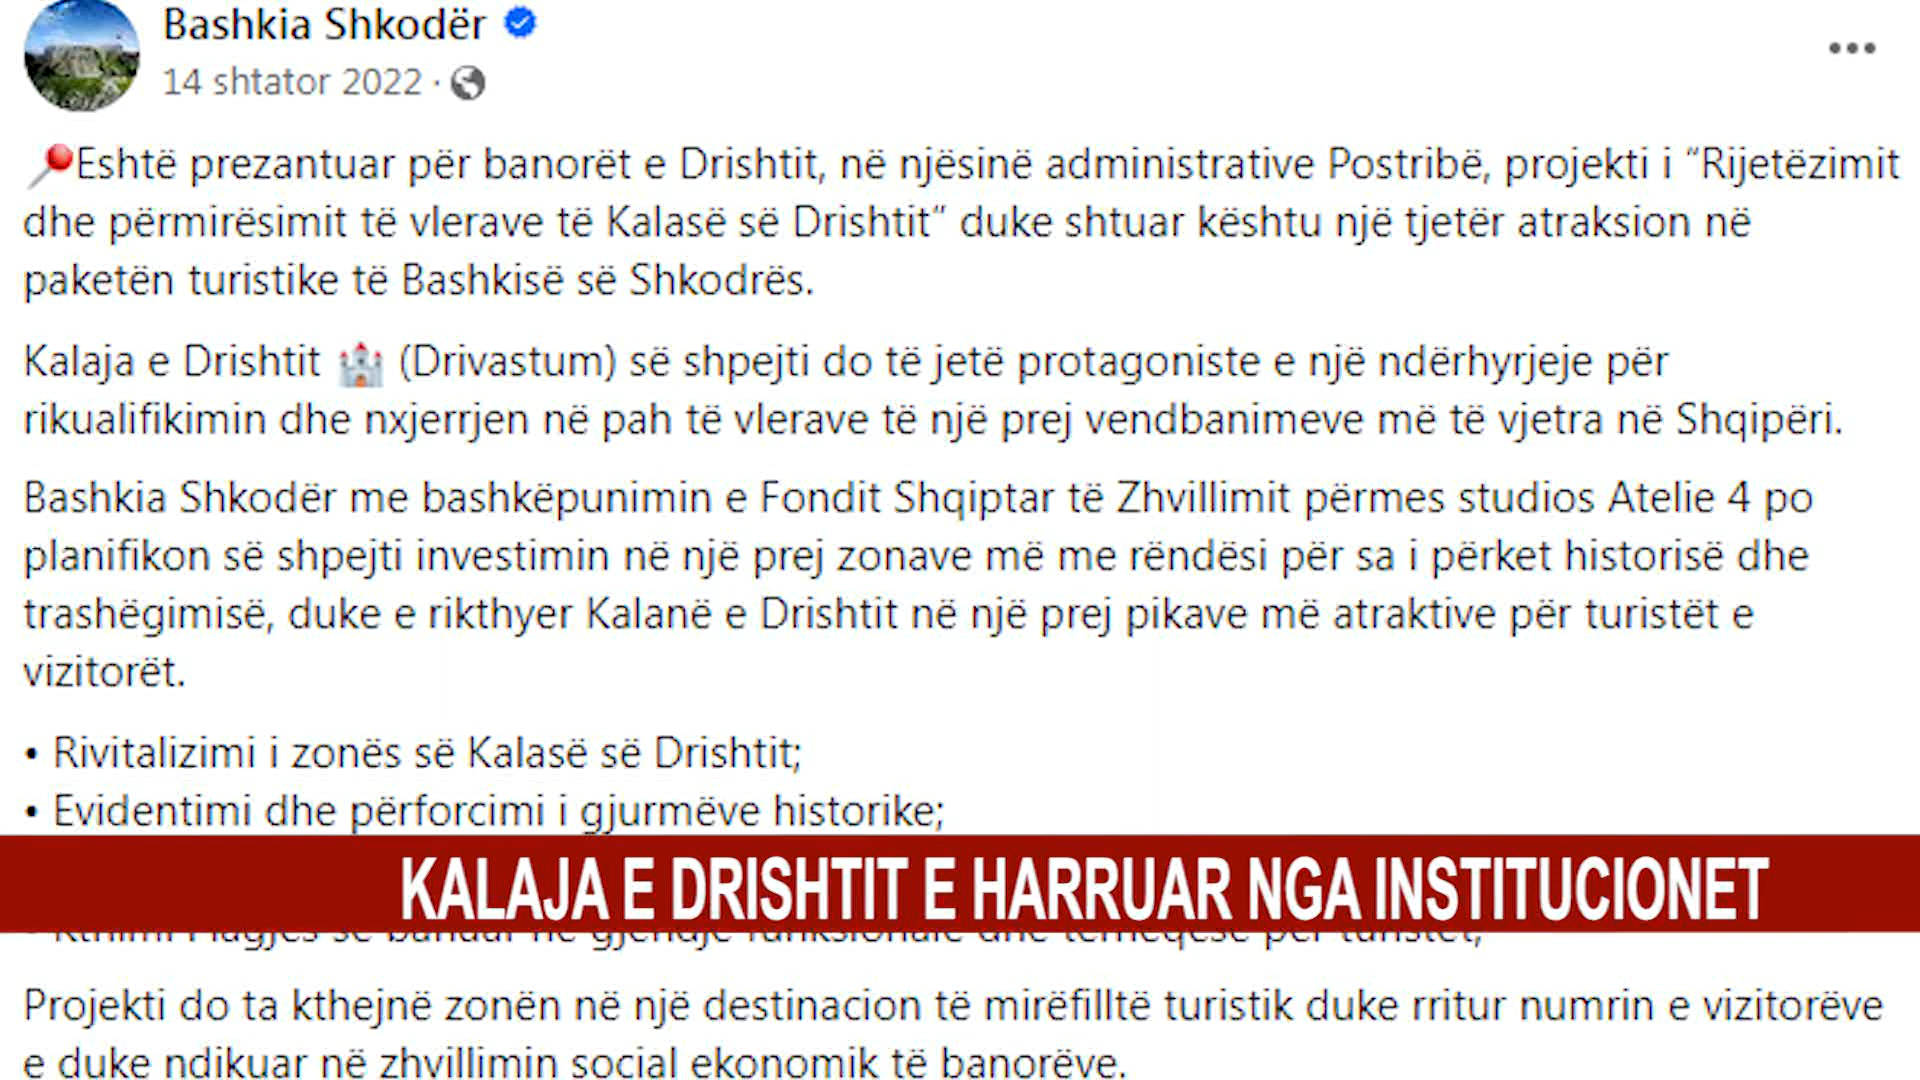 Bashkia Shkodër
14 shtator 2022 ·
Eshtë prezantuar për banorët e Drishtit, në njësinë administrative Postribë, projekti i “Rijetëzimit
dhe përmirësimit të vlerave të Kalasë së Drishtit“ duke shtuar kështu një tjetër atraksion në
paketën turistike të Bashkisë së Shkodrës.
Kalaja e Drishtit 🏰 (Drivastum) së shpejti do të jetë protagoniste e një ndërhyrjeje për
rikualifikimin dhe nxjerrjen në pah të vlerave të një prej vendbanimeve më të vjetra në Shqipëri.
Bashkia Shkodër me bashkëpunimin e Fondit Shqiptar të Zhvillimit përmes studios Atelie 4 po
planifikon së shpejti investimin në një prej zonave më me rëndësi për sa i përket historisë dhe
trashëgimisë, duke e rikthyer Kalanë e Drishtit në një prej pikave më atraktive për turistët e
vizitorët.
• Rivitalizimi i zonës së Kalasë së Drishtit;
• Evidentimi dhe përforcimi i gjurmëve historike;
KALAJA E DRISHTIT E HARRUAR NGA INSTITUCIONET
Projekti do ta kthejnë zonën në një destinacion të mirëfilltë turistik duke rritur numrin e vizitorëve
e duke ndikuar në zhvillimin social ekonomik të banorëve.